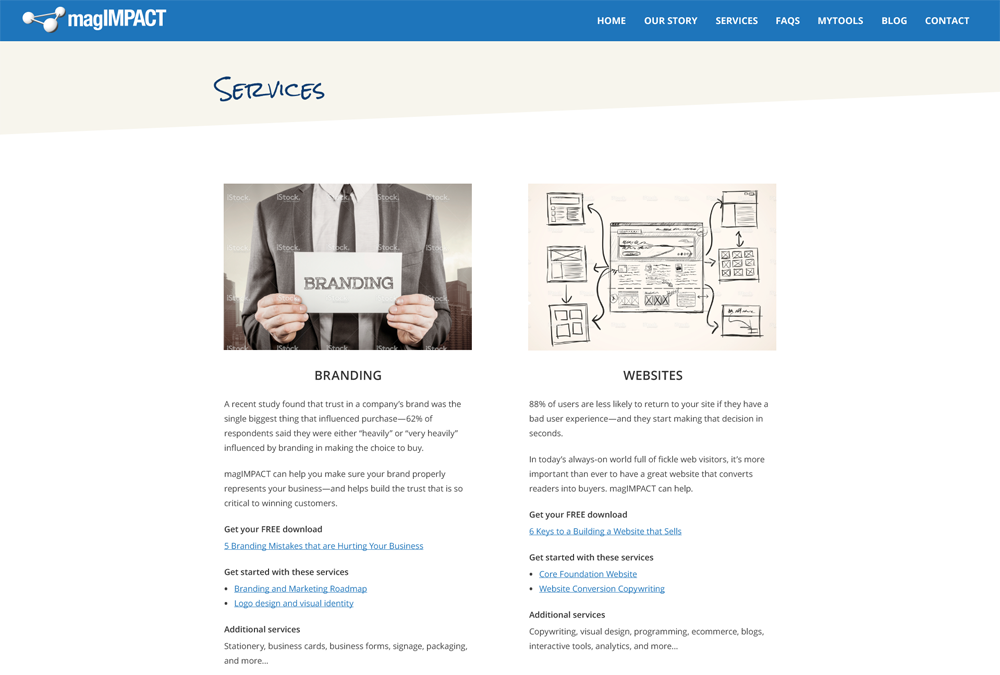 magIMPACT
HOME OUR STORY SERVICES FAQS MYTOOLS BLOG CONTACT
Services
iStock. iStock. iStock. iStock. iStock.
iStock. iStock. iStock. iStock.
BRANDING
iStock. iStock.
iStock. iStock. iStock. iStock. iStock.
BRANDING
A recent study found that trust in a company's brand was the
single biggest thing that influenced purchase—62% of
respondents said they were either “heavily” or “very heavily”
influenced by branding in making the choice to buy.
magIMPACT can help you make sure your brand properly
represents your business—and helps build the trust that is so
critical to winning customers.
Get your FREE download
5 Branding Mistakes that are Hurting Your Business
Get started with these services
• Branding and Marketing Roadmap
• Logo design and visual identity
Additional services
Stationery, business cards, business forms, signage, packaging,
and more...
WEBSITES
88% of users are less likely to return to your site if they have a
bad user experience—and they start making that decision in
seconds.
In today's always-on world full of fickle web visitors, it's more
important than ever to have a great website that converts
readers into buyers. magIMPACT can help.
Get your FREE download
6 Keys to a Building a Website that Sells
Get started with these services
• Core Foundation Website
• Website Conversion Copywriting
Additional services
Copywriting, visual design, programming, ecommerce, blogs,
interactive tools, analytics, and more...